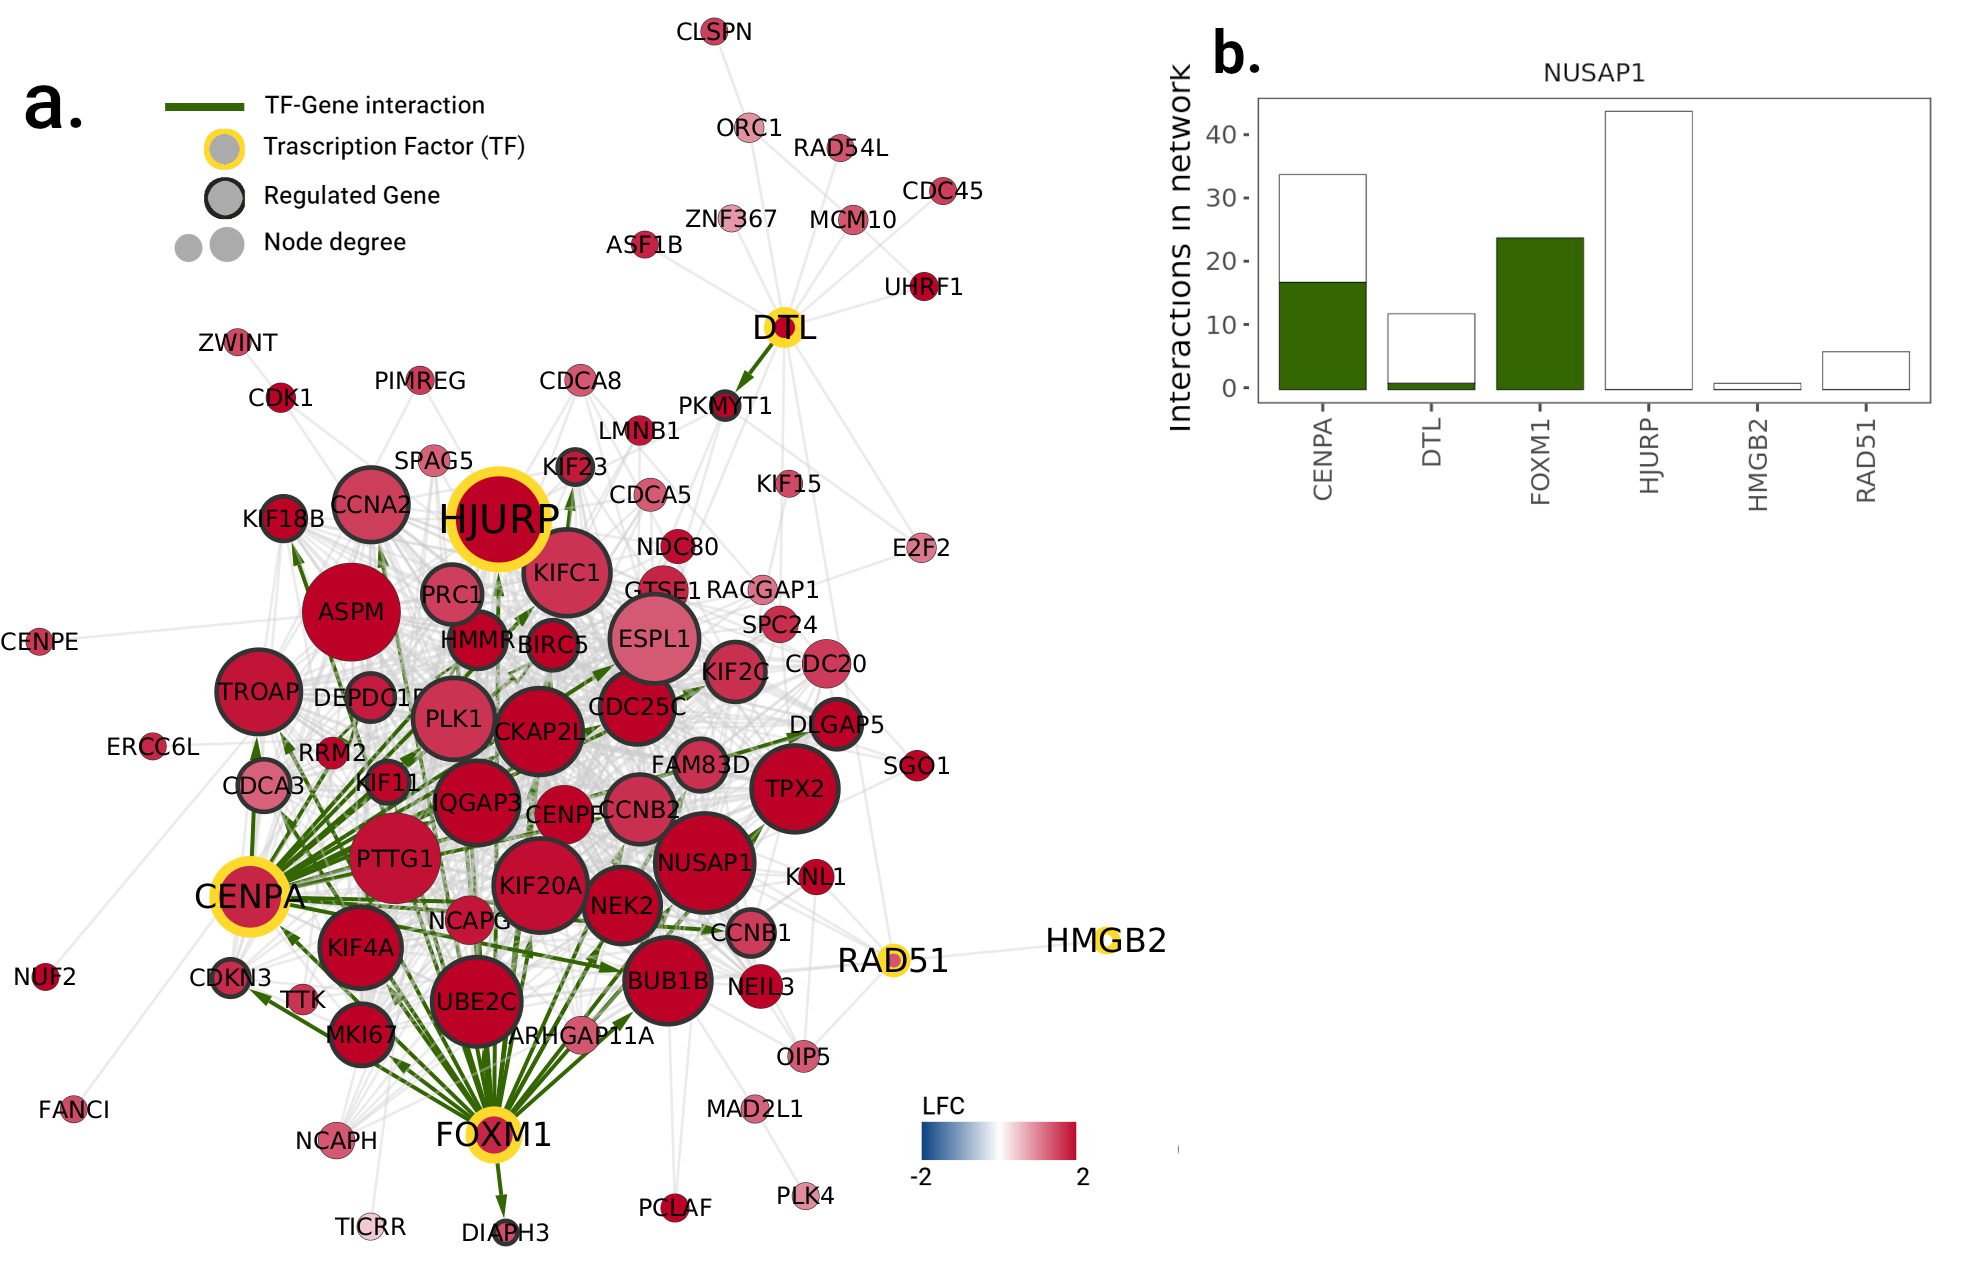 a.
TF-Gene interaction
Trascription Factor (TF)
Regulated Gene
Node degree
CLSPN
ORC1
RAD54L
CDC45
ZNF367
MCM10
ASF1B
UHRF1
DTL
ZWINT
PIMREG
CDCA8
CDK1
PKMYT1
LMNB1
SPAG5
KIF23
KIF15
CDCA5
CCNA2
KIF18B
HJURP
NDC80
E2F2
KIFC1
GTSE1
RACGAP1
PRC1
ASPM
SPC24
CENPE
HMMR
BIRC5
ESPL1
CDC20
KIF2C
TROAP
DEPDC1B
CDC25C
PLK1
DLGAP5
CKAP2L
ERCC6L
RRM2
FAM83D
SGO1
CDCA3
KIF11
TPX2
IQGAP3
CENPF
CCNB2
PTTG1
NUSAP1
KNL1
KIF20A
CENPA
NEK2
NCAPG
CCNB1
HMGB2
KIF4A
RAD51
NUF2
CDKN3
BUB1B
NEIL3
TTK
UBE2C
MKI67
ARHGAP11A
OIP5
FANCI
MAD2L1
FOXM1
NCAPH
PLK4
PCLAF
TICRR
DIAPH3
LFC
-2
2
b.
NUSAP1
Interactions in network
40
30
20
10
0
CENPA
DTL
FOXM1
HJURP
HMGB2
RAD51